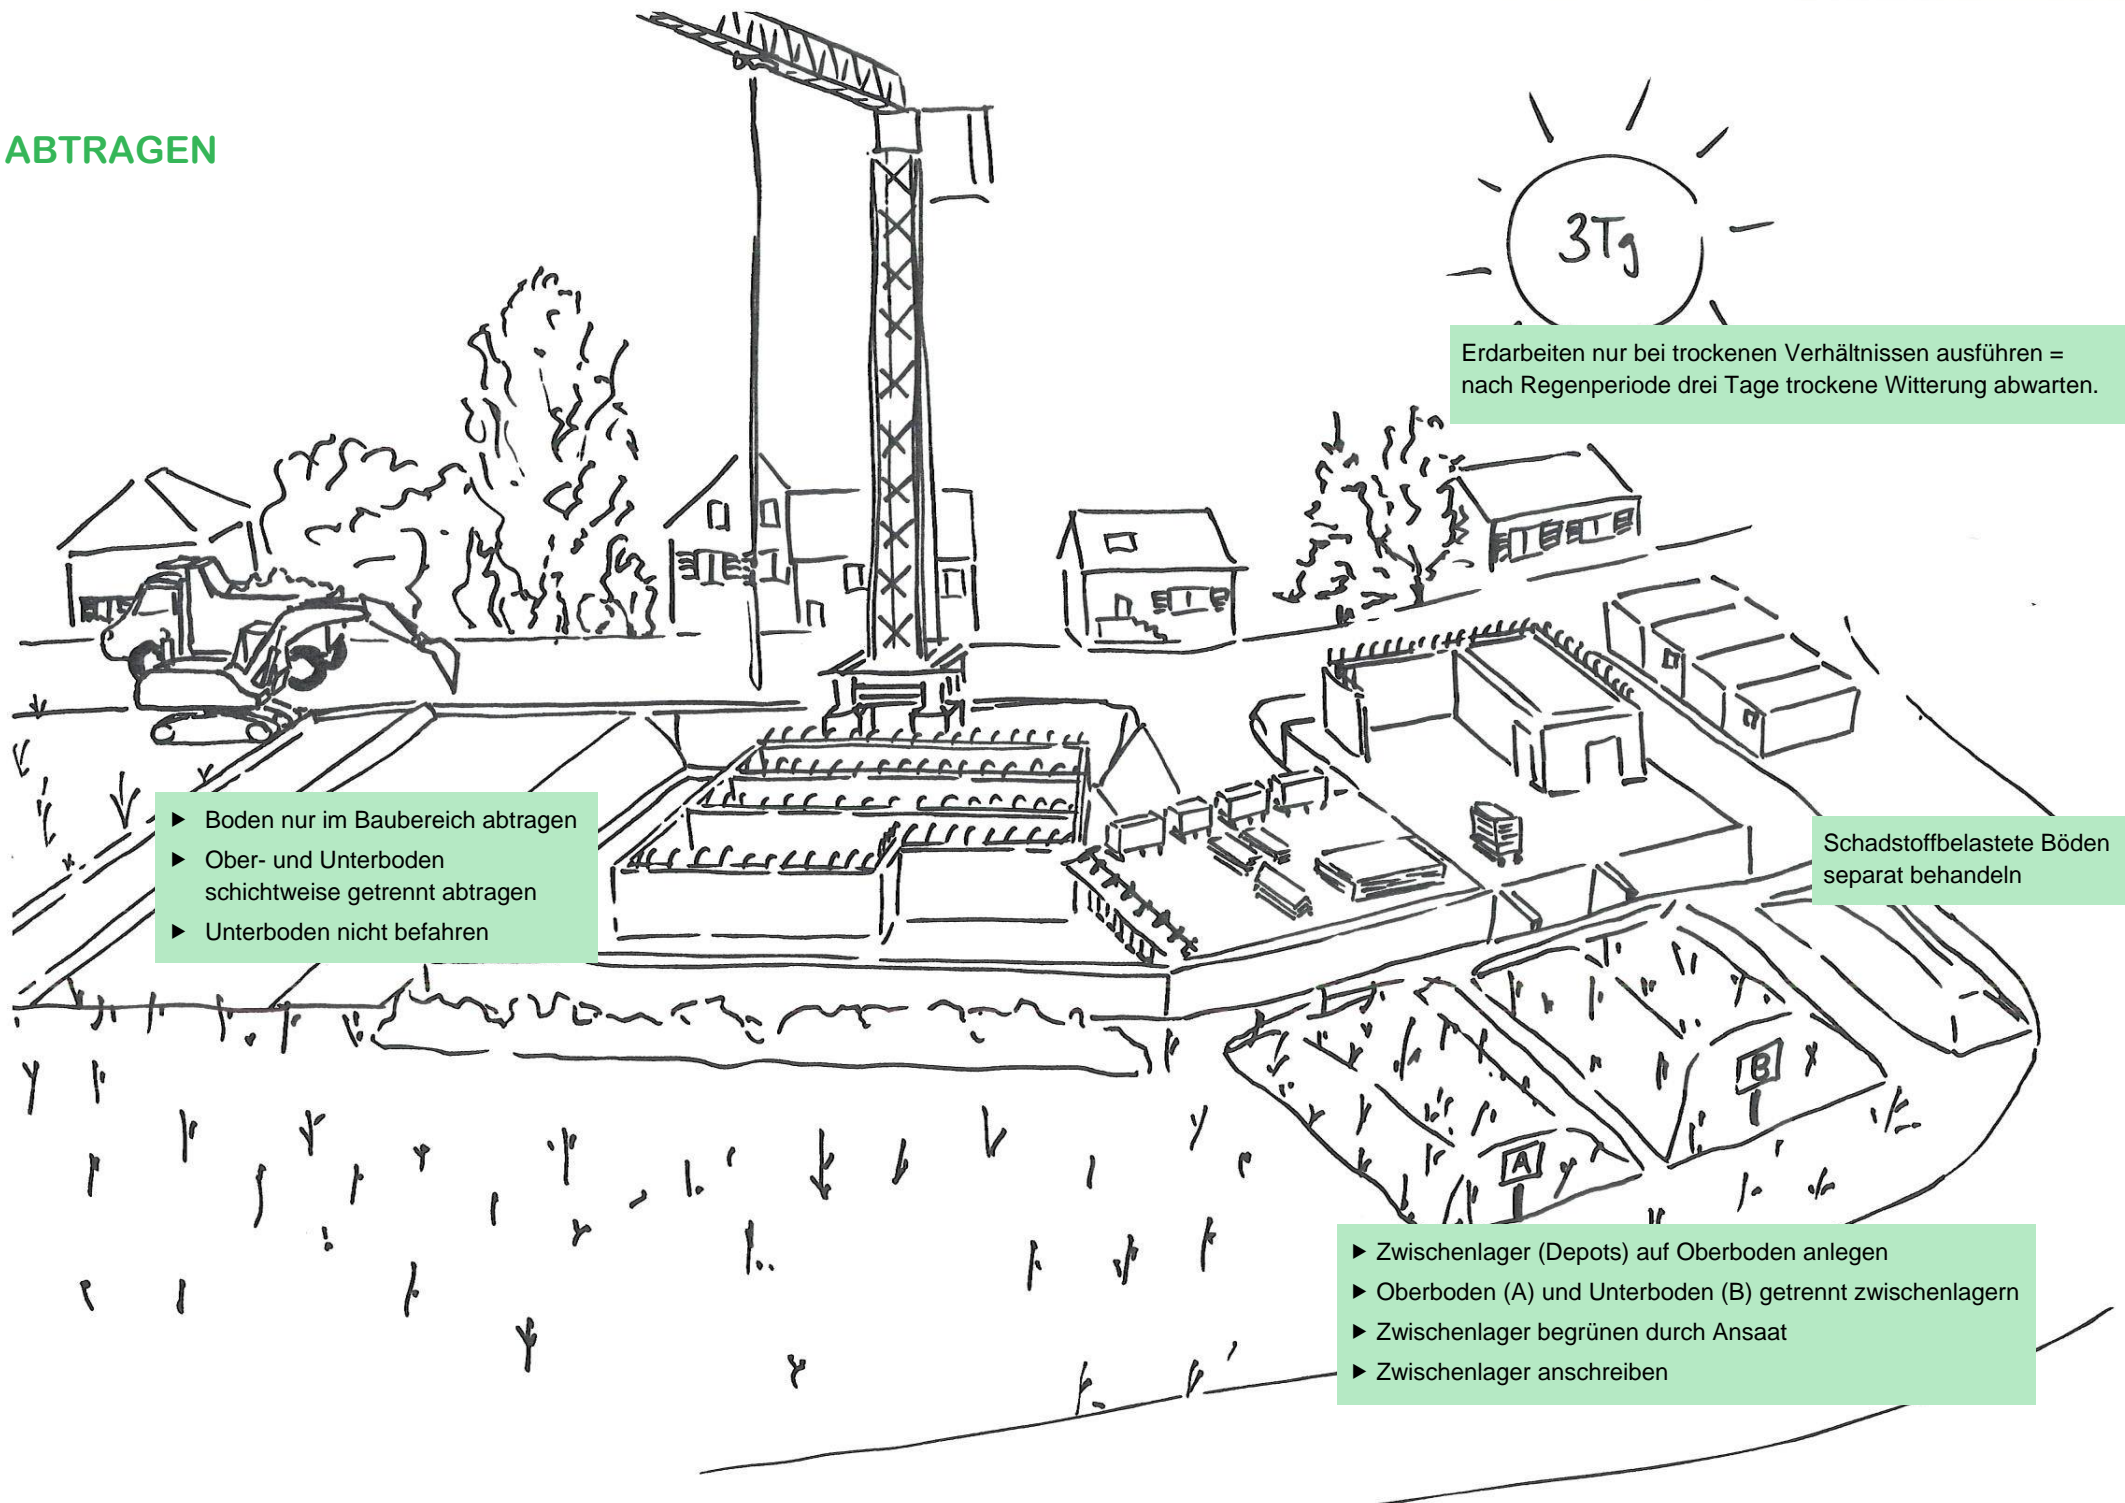 ABTRAGEN
3Tg
Erdarbeiten nur bei trockenen Verhältnissen ausführen =
nach Regenperiode drei Tage trockene Witterung abwarten.
▶ Boden nur im Baubereich abtragen
▶ Ober- und Unterboden
schichtweise getrennt abtragen
▶ Unterboden nicht befahren
Schadstoffbelastete Böden
separat behandeln
B
A
▶ Zwischenlager (Depots) auf Oberboden anlegen
▶ Oberboden (A) und Unterboden (B) getrennt zwischenlagern
▶ Zwischenlager begrünen durch Ansaat
▶ Zwischenlager anschreiben